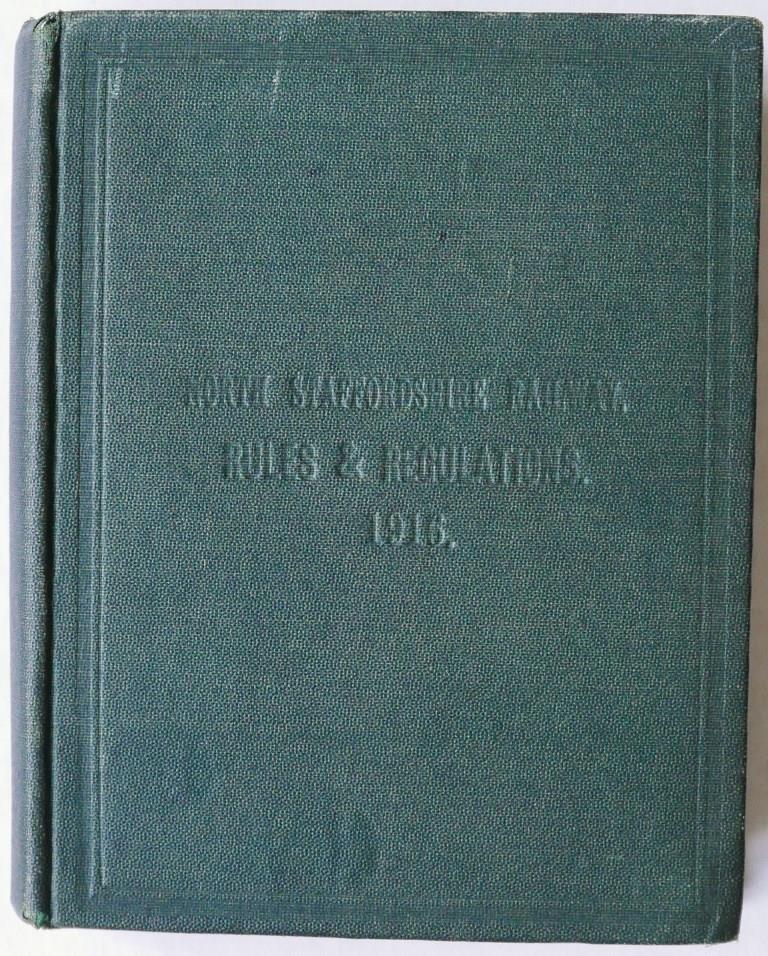 NORTH STAFFORDSHIRE RAILWAY.
RULES & REGULATIONS.
1916.